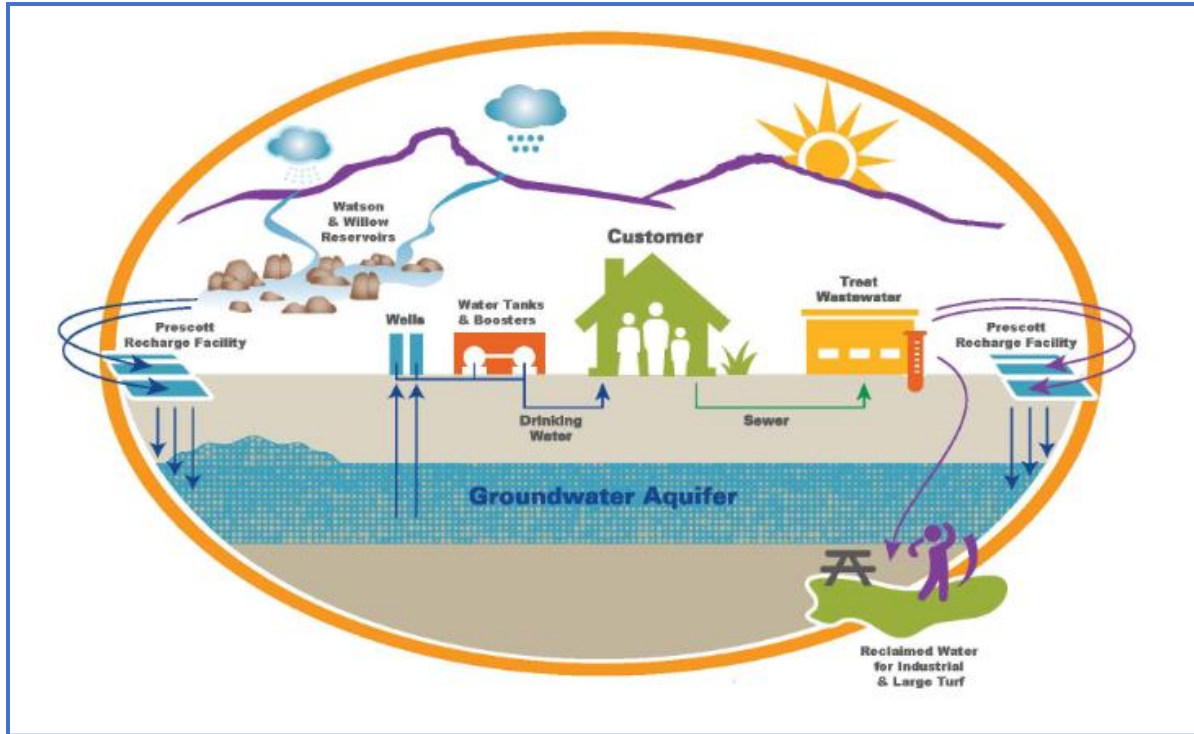 Watson
& Willow
Reservoirs
Customer
Prescott
Recharge Facility
Wells
Water Tanks
& Boosters
Treat
Wastewater
Prescott
Recharge Facility
Drinking
Water
Sewer
Groundwater Aquifer
Reclaimed Water
for Industrial
& Large Turf